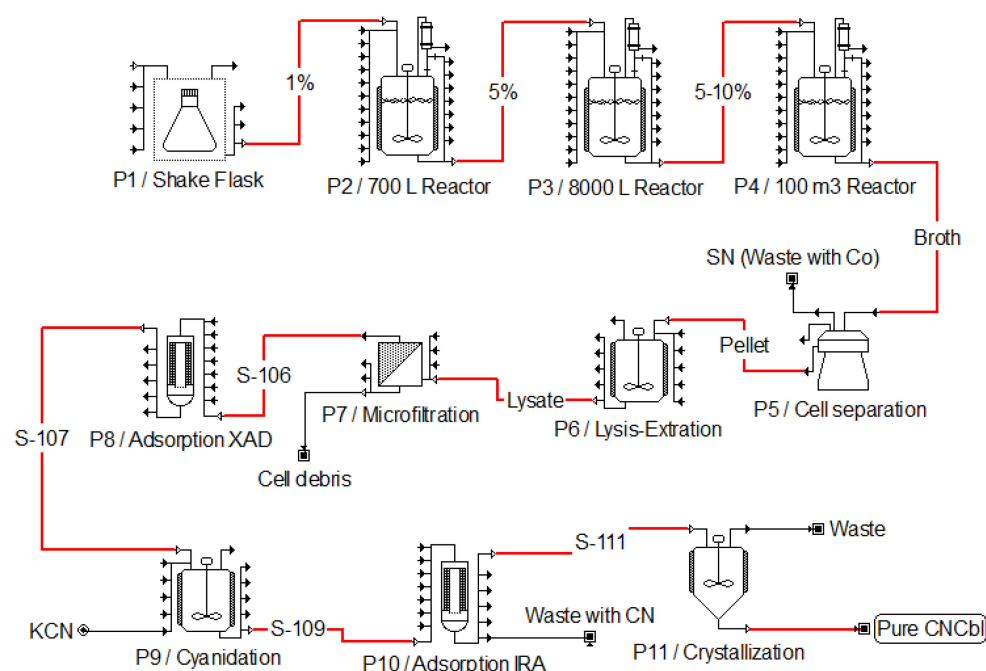 1%
5%
5-10%
P1 / Shake Flask
P2 / 700 L Reactor
P3 / 8000 L Reactor
P4 / 100 m3 Reactor
Broth
SN (Waste with Co)
Pellet
S-106
Lysate
P5 / Cell separation
P6 / Lysis-Extration
P7 / Microfiltration
P8 / Adsorption XAD
S-107
Cell debris
S-111
Waste
KCN
S-109
Waste with CN
Pure CNCbl
P9 / Cyanidation
P10 / Adsorption IRA
P11 / Crystallization